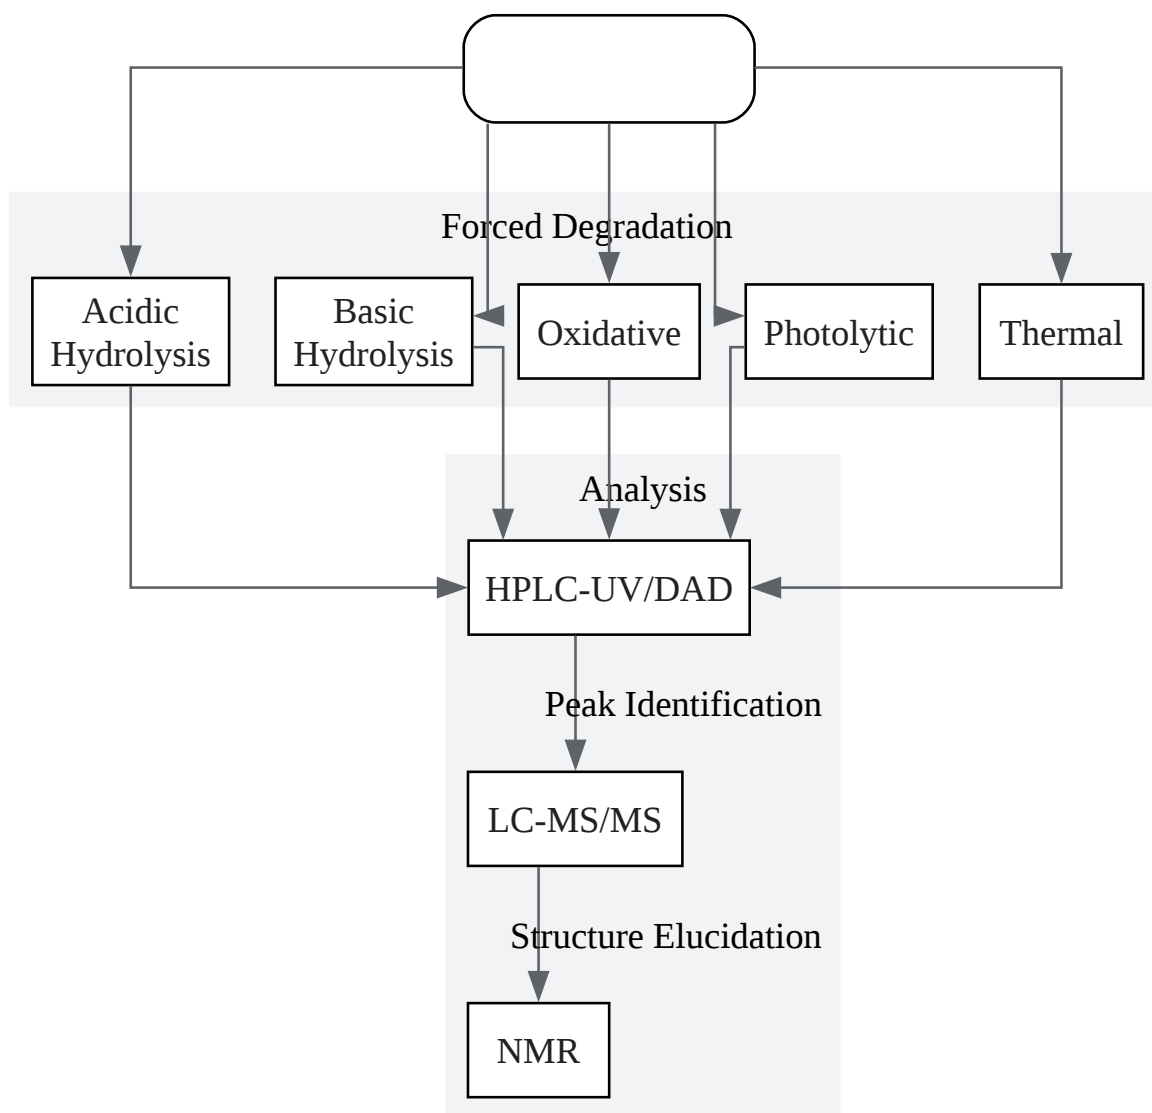 Forced Degradation
Acidic
Hydrolysis
Basic
Hydrolysis
Oxidative
Photolytic
Thermal
Analysis
HPLC-UV/DAD
Peak Identification
LC-MS/MS
Structure Elucidation
NMR